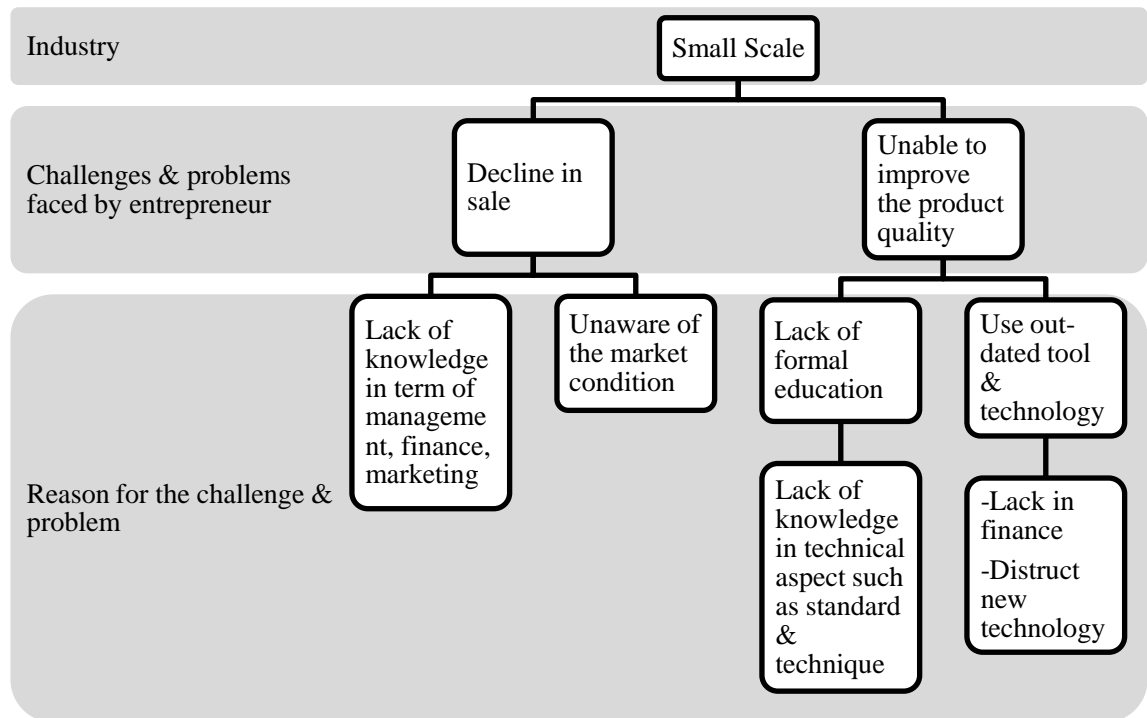 Industry
Small Scale
Challenges & problems
faced by entrepreneur
Decline in
sale
Unable to
improve
the product
quality
Reason for the challenge &
problem
Lack of
knowledge
in term of
manageme
nt, finance,
marketing
Unaware of
the market
condition
Lack of
formal
education
Use out-
dated tool
&
technology
Lack of
knowledge
in technical
aspect such
as standard
&
technique
-Lack in
finance
-Distruct
new
technology